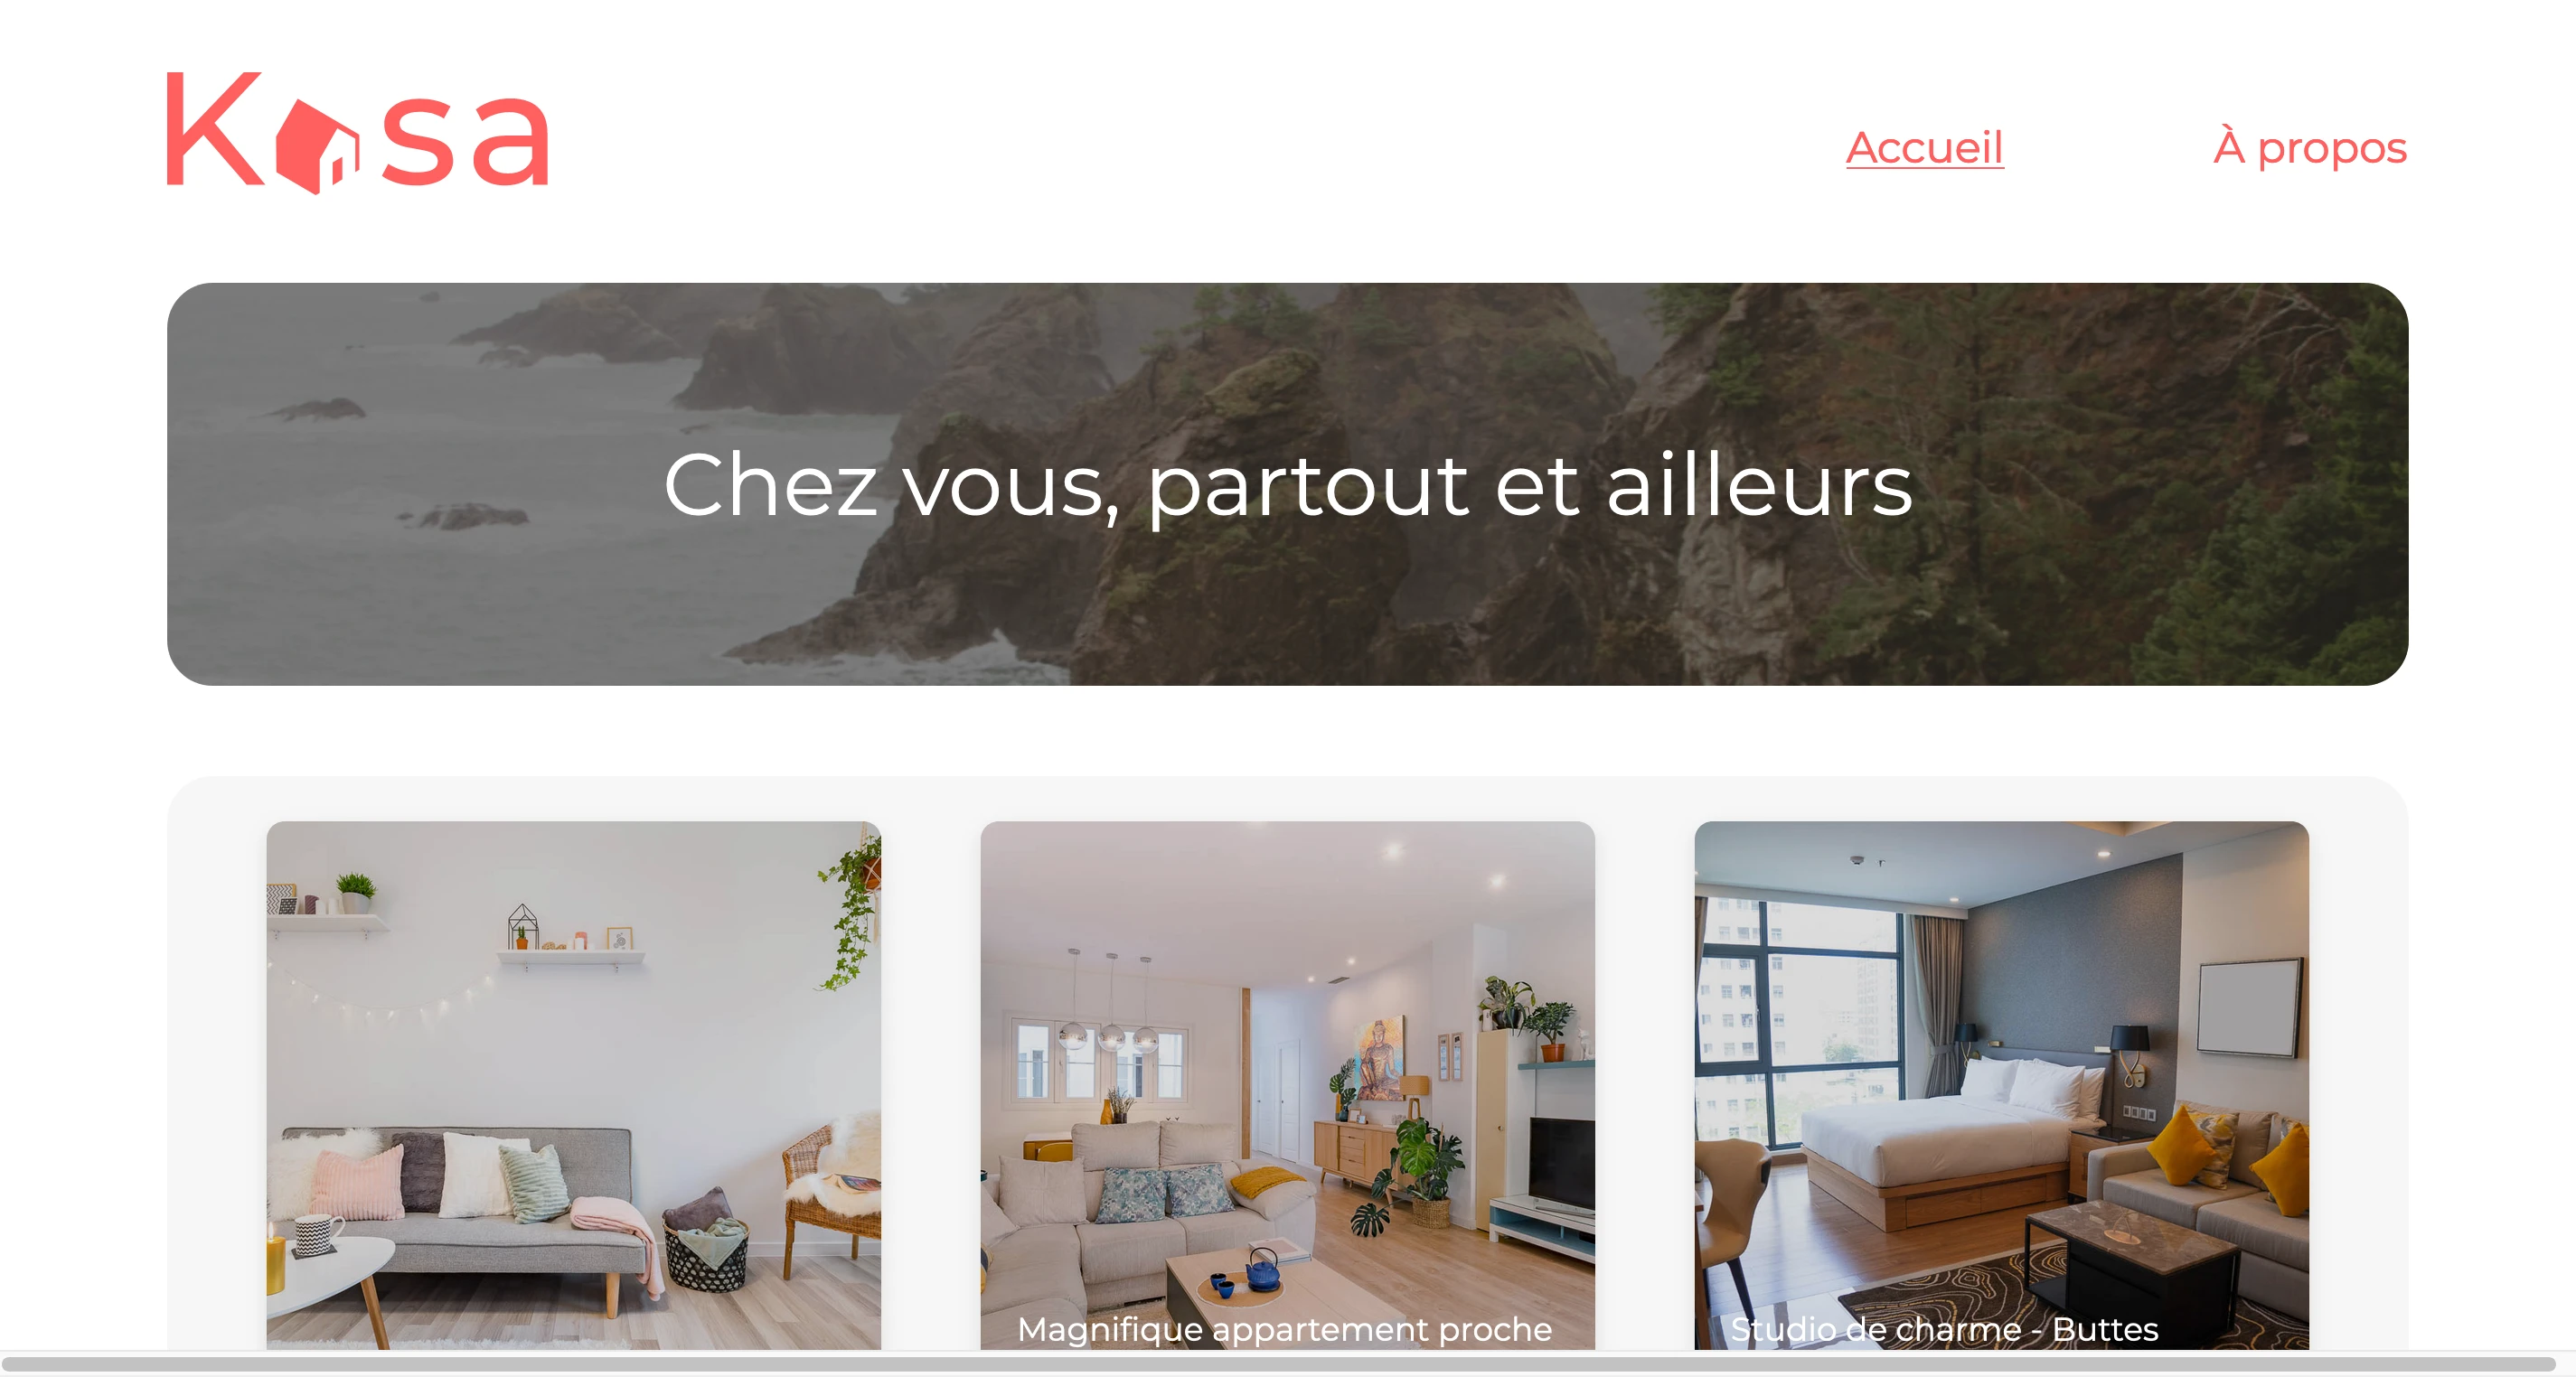 Kasa
Accueil
À propos
Chez vous, partout et ailleurs
Magnifique appartement proche
Studio de charme - Buttes